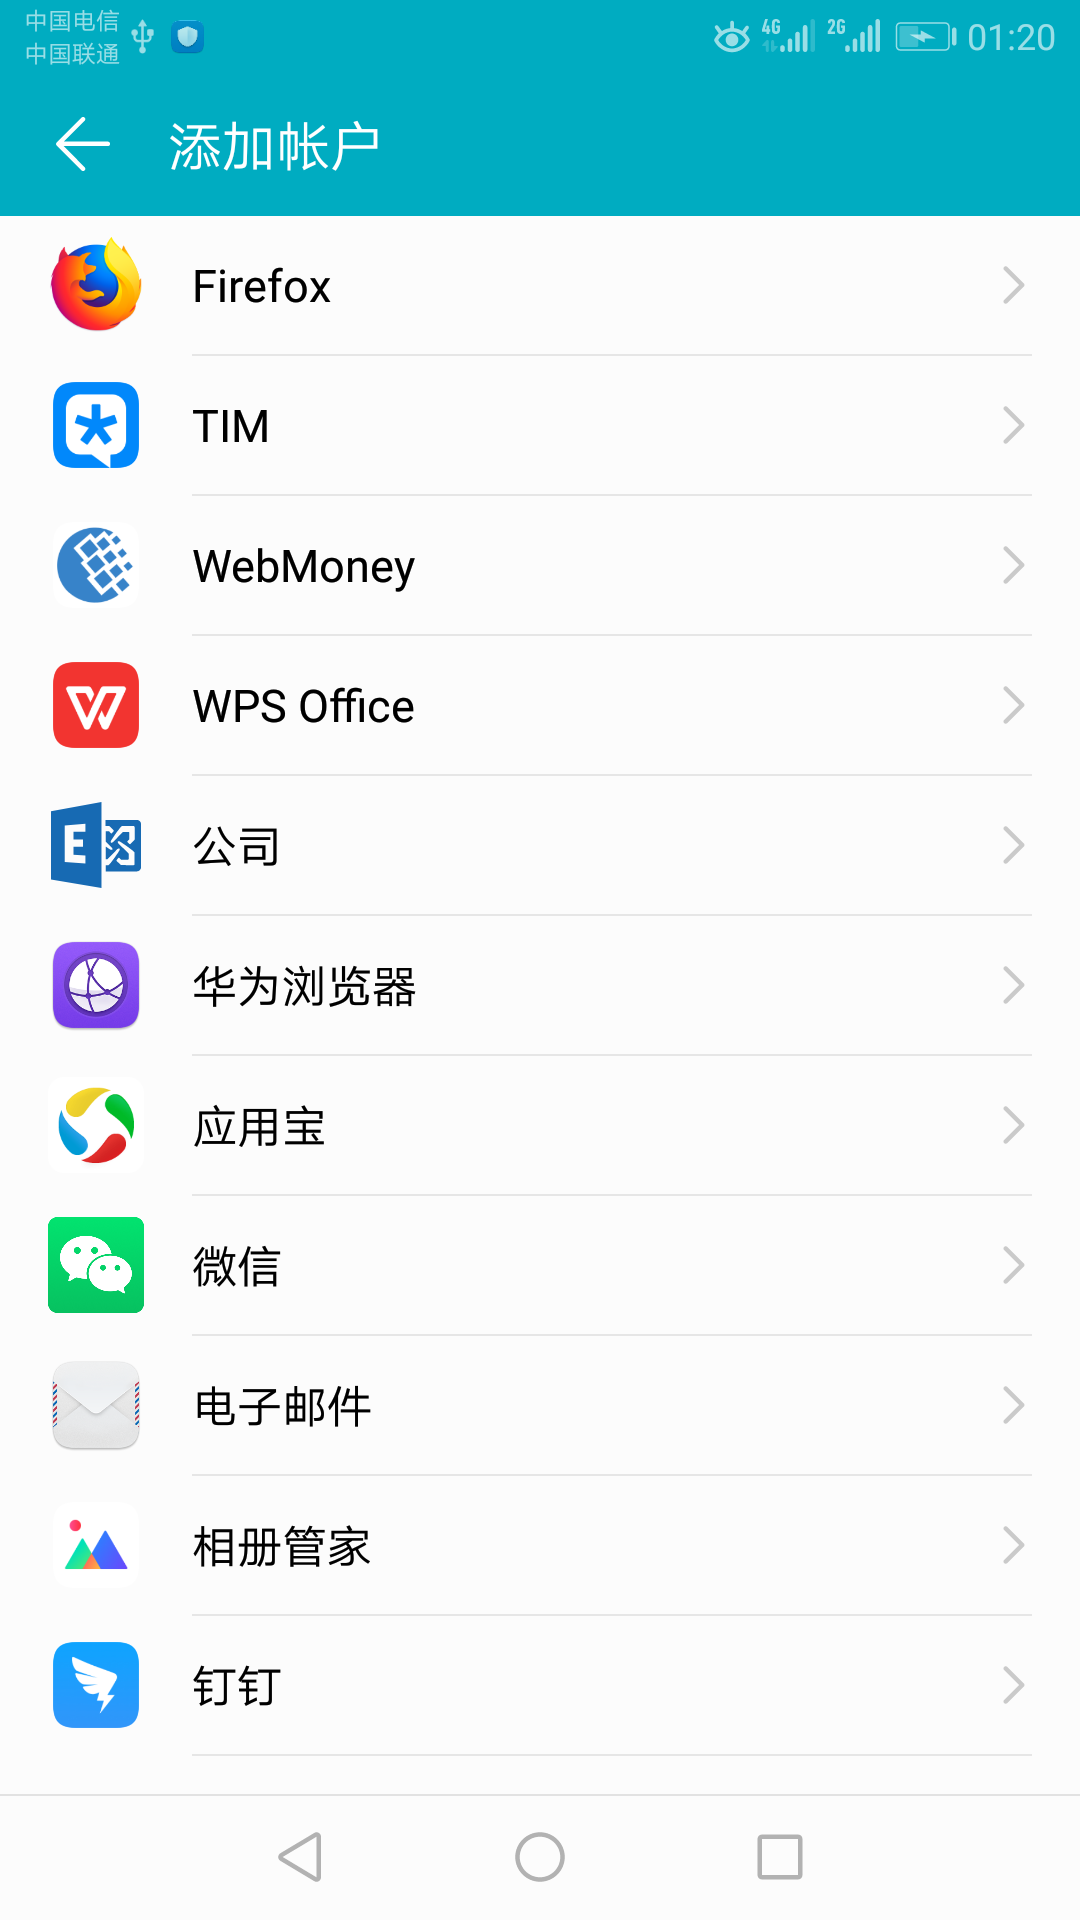 中国电信
中国联通
4G
2G
01:20
添加帐户
Firefox
TIM
WebMoney
WPS Office
公司
华为浏览器
应用宝
微信
电子邮件
相册管家
钉钉